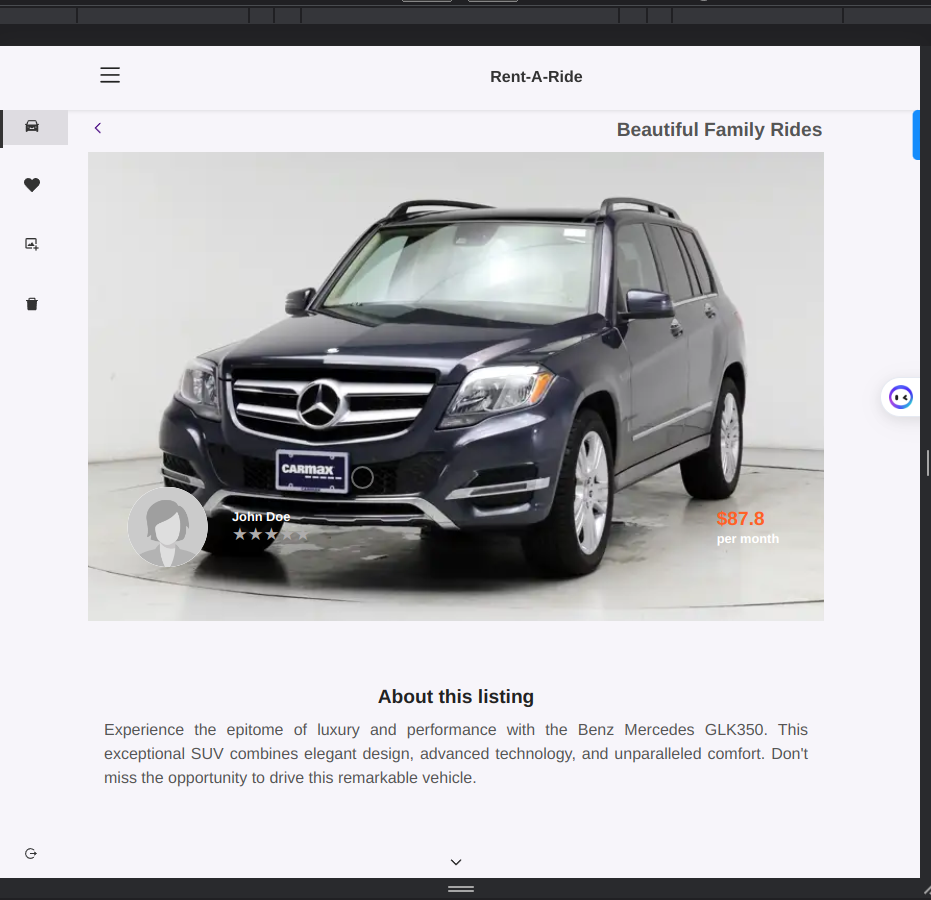 Rent-A-Ride
Beautiful Family Rides
CARMAX
CARMAX
John Doe
$87.8
per month
About this listing
Experience the epitome of luxury and performance with the Benz Mercedes GLK350. This
exceptional SUV combines elegant design, advanced technology, and unparalleled comfort. Don't
miss the opportunity to drive this remarkable vehicle.